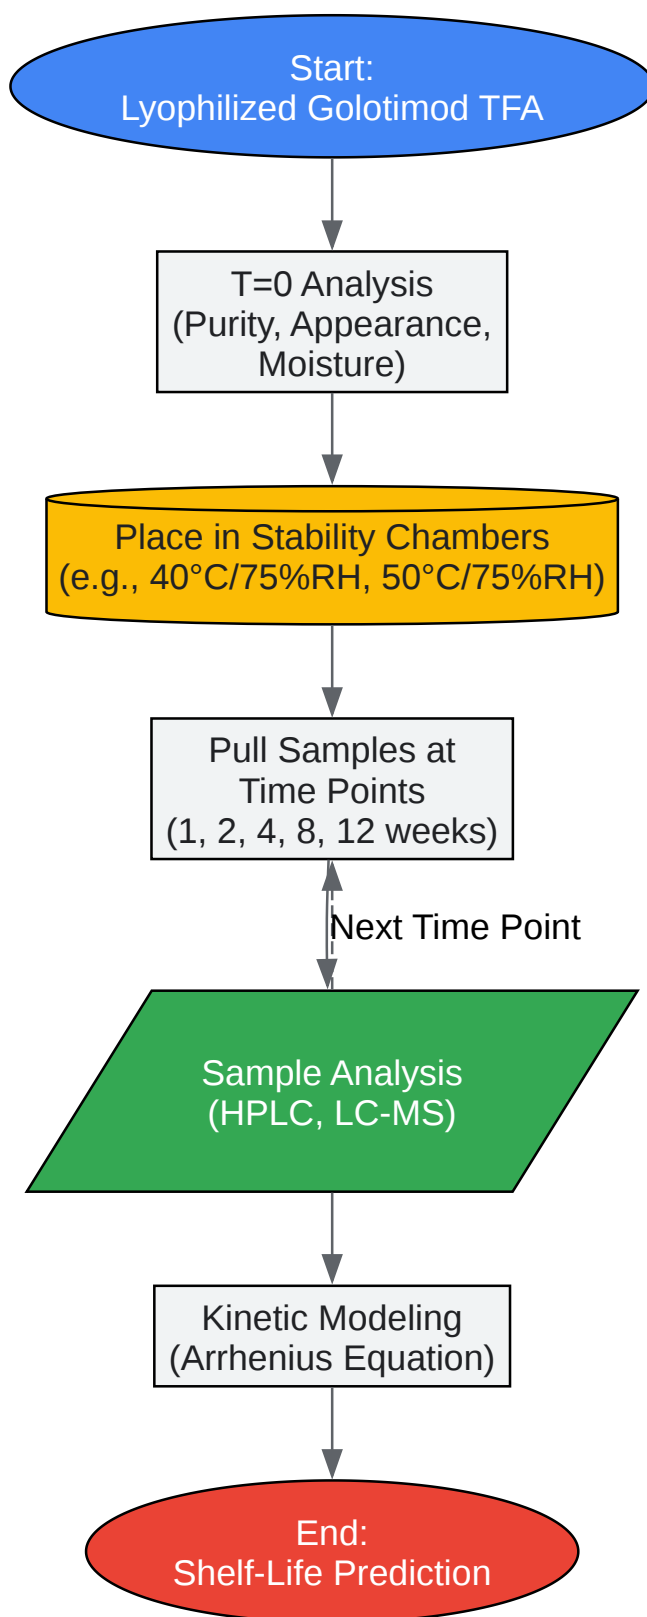 Start:
Lyophilized Golotimod TFA
T=0 Analysis
(Purity, Appearance,
Moisture)
Place in Stability Chambers
(e.g., 40°C/75%RH, 50°C/75%RH)
Pull Samples at
Time Points
(1, 2, 4, 8, 12 weeks)
Next Time Point
Sample Analysis
(HPLC, LC-MS)
Kinetic Modeling
(Arrhenius Equation)
End:
Shelf-Life Prediction